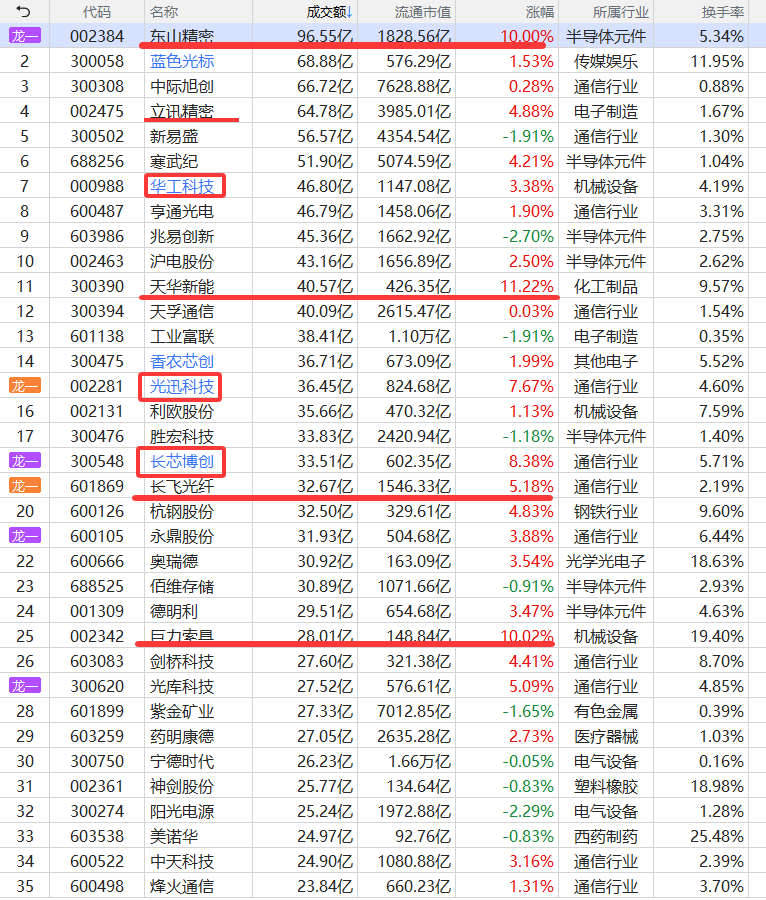 代码 名称 成交额↓ 流通市值 涨幅 所属行业 换手率
龙一 002384 东山精密 96.55亿 1828.56亿 10.00% 半导体元件 5.34%
2 300058 蓝色光标 68.88亿 576.29亿 1.53% 传媒娱乐 11.95%
3 300308 中际旭创 66.72亿 7628.88亿 0.28% 通信行业 0.88%
4 002475 立讯精密 64.78亿 3985.01亿 4.88% 电子制造 1.67%
5 300502 新易盛 56.57亿 4354.54亿 -1.91% 通信行业 1.30%
6 688256 寒武纪 51.90亿 5074.59亿 4.21% 半导体元件 1.04%
7 000988 华工科技 46.80亿 1147.08亿 3.38% 机械设备 4.19%
8 600487 亨通光电 46.79亿 1458.06亿 1.90% 通信行业 3.31%
9 603986 兆易创新 45.36亿 1662.92亿 -2.70% 半导体元件 2.75%
10 002463 沪电股份 43.16亿 1656.89亿 2.50% 半导体元件 2.62%
11 300390 天华新能 40.57亿 426.35亿 11.22% 化工制品 9.57%
12 300394 天孚通信 40.09亿 2615.47亿 0.03% 通信行业 1.54%
13 601138 工业富联 38.41亿 1.10万亿 -1.91% 电子制造 0.35%
14 300475 香农芯创 36.71亿 673.09亿 1.99% 其他电子 5.52%
龙一 002281 光迅科技 36.45亿 824.68亿 7.67% 通信行业 4.60%
16 002131 利欧股份 35.66亿 470.32亿 1.13% 机械设备 7.59%
17 300476 胜宏科技 33.83亿 2420.94亿 -1.18% 半导体元件 1.40%
龙一 300548 长芯博创 33.51亿 602.35亿 8.38% 通信行业 5.71%
龙一 601869 长飞光纤 32.67亿 1546.33亿 5.18% 通信行业 2.19%
20 600126 杭钢股份 32.50亿 329.61亿 4.83% 钢铁行业 9.60%
龙一 600105 永鼎股份 31.93亿 504.68亿 3.88% 通信行业 6.44%
22 600666 奥瑞德 30.92亿 163.09亿 3.54% 光学光电子 18.63%
23 688525 佰维存储 30.89亿 1071.66亿 -0.91% 半导体元件 2.93%
24 001309 德明利 29.51亿 654.68亿 3.47% 半导体元件 4.63%
25 002342 巨力索具 28.01亿 148.84亿 10.02% 机械设备 19.40%
26 603083 剑桥科技 27.60亿 321.38亿 4.41% 通信行业 8.70%
龙一 300620 光库科技 27.52亿 576.61亿 5.09% 通信行业 4.85%
28 601899 紫金矿业 27.33亿 7012.85亿 -1.65% 有色金属 0.39%
29 603259 药明康德 27.05亿 2635.28亿 2.73% 医疗器械 1.03%
30 300750 宁德时代 26.23亿 1.66万亿 -0.05% 电气设备 0.16%
31 002361 神剑股份 25.77亿 134.64亿 -0.83% 塑料橡胶 18.98%
32 300274 阳光电源 25.24亿 1972.88亿 -2.29% 电气设备 1.28%
33 603538 美诺华 24.97亿 92.76亿 -0.83% 西药制药 25.48%
34 600522 中天科技 24.90亿 1080.88亿 3.16% 通信行业 2.39%
35 600498 烽火通信 23.84亿 660.23亿 1.31% 通信行业 3.70%